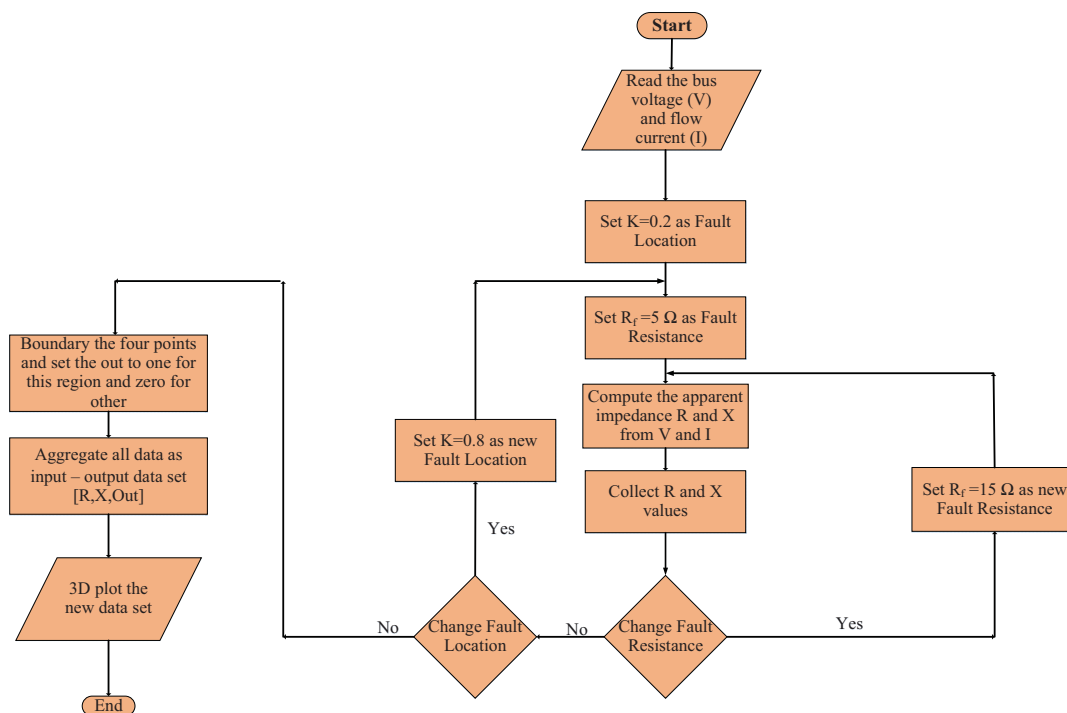 Start
Read the bus
voltage (V)
and flow
current (I)
Set K=0.2 as Fault
Location
Set Rf =5 Ω as Fault
Resistance
Compute the apparent
impedance R and X
from V and I
Collect R and X
values
Change Fault
Resistance
Yes
Set Rf =15 Ω as new
Fault Resistance
No
Change Fault
Location
Yes
Set K=0.8 as new
Fault Location
No
Boundary the four points
and set the out to one for
this region and zero for
other
Aggregate all data as
input – output data set
[R,X,Out]
3D plot the
new data set
End